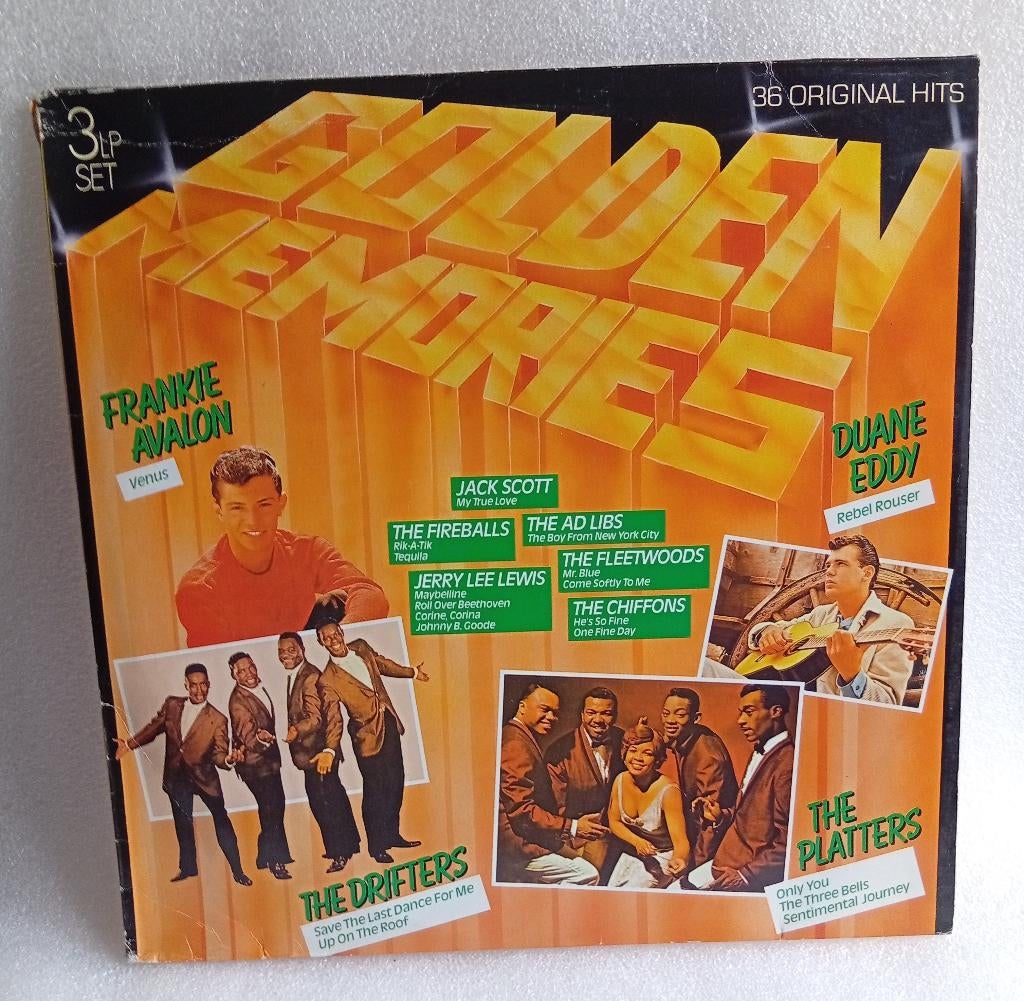 36 ORIGINAL HITS
3LP
SET
GOLDEN
MEMORIES
FRANKIE
AVALON
Venus
DUANE
EDDY
Rebel Rouser
JACK SCOTT
My True Love
THE FIREBALLS
Rik-A-Tik
Tequila
THE AD LIBS
The Boy From New York City
THE FLEETWOODS
Mr. Blue
Come Softly To Me
JERRY LEE LEWIS
Maybelline
Roll Over Beethoven
Corine, Corina
Johnny B. Goode
THE CHIFFONS
He's So Fine
One Fine Day
THE DRIFTERS
Save The Last Dance For Me
Up On The Roof
THE
PLATTERS
Only You
The Three Bells
Sentimental Journey